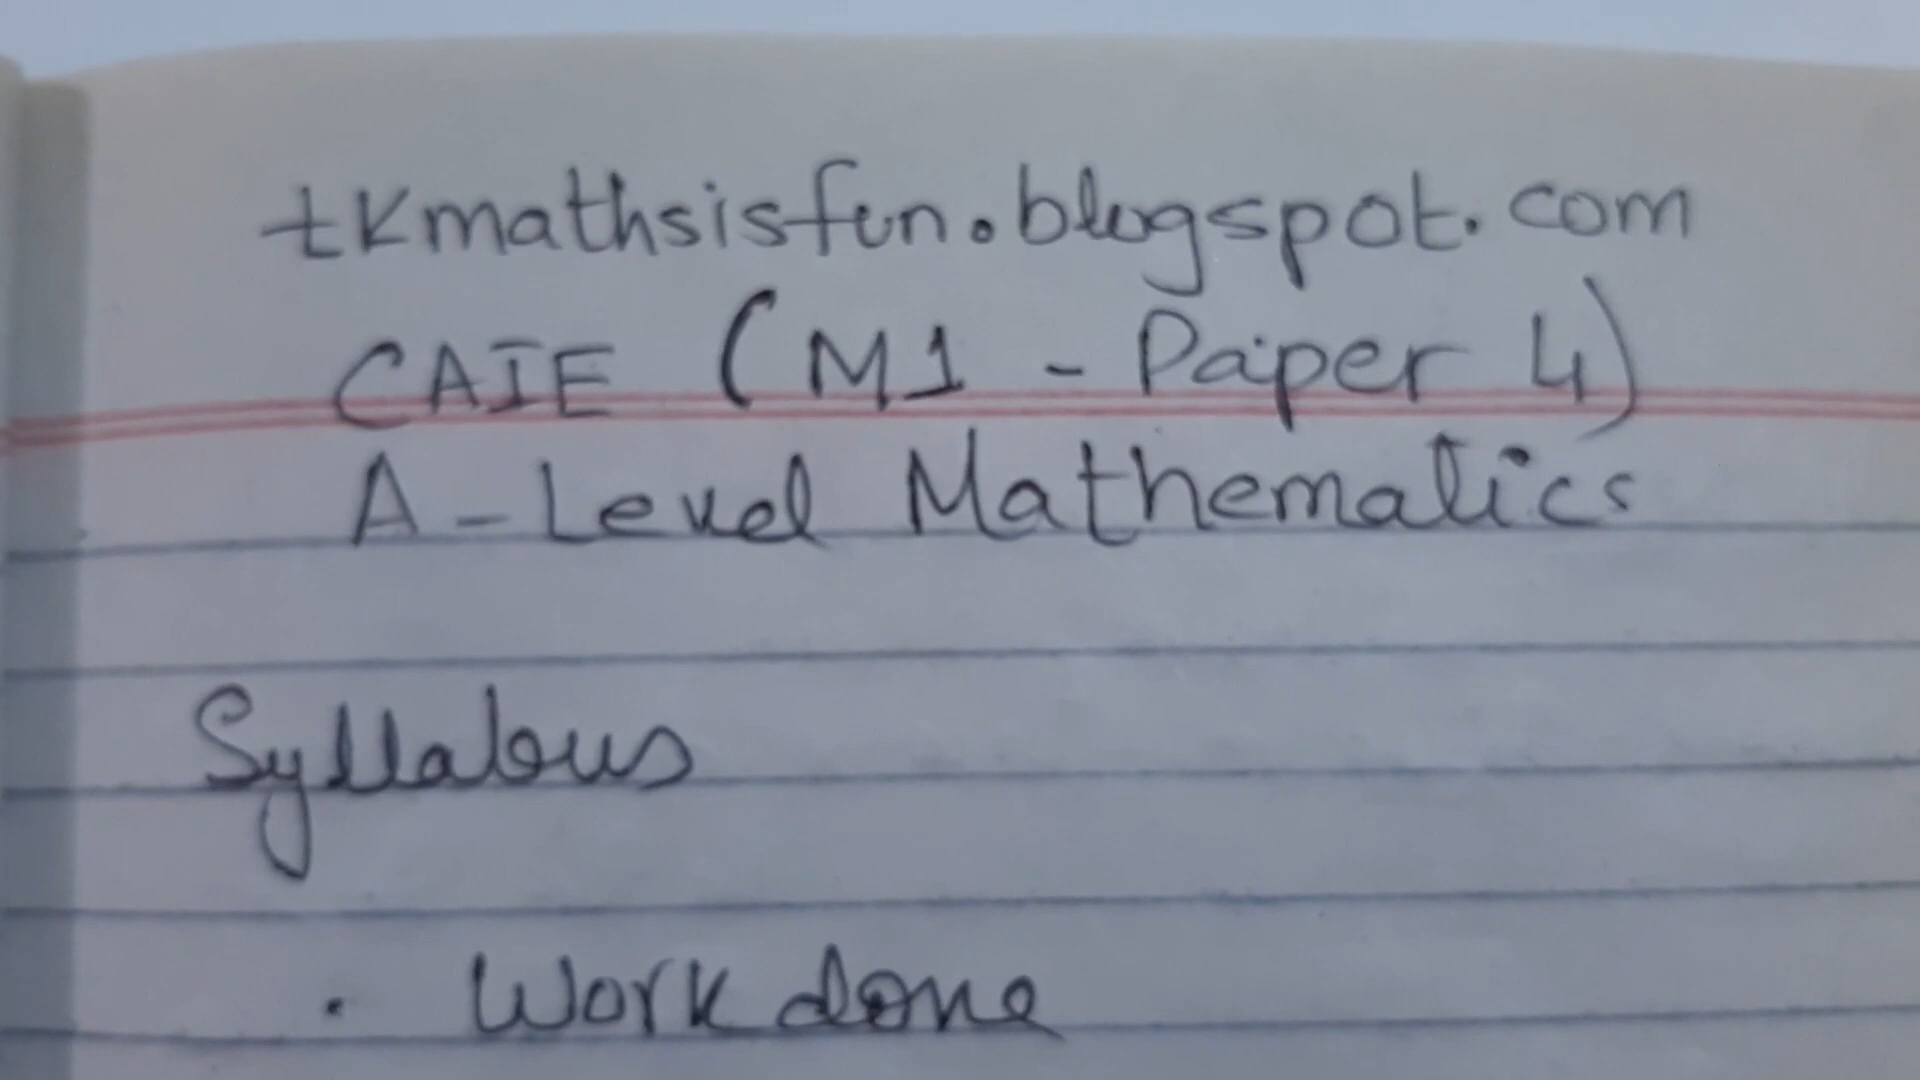 tkmathsisfun.blogspot.com
CAIE (M1 - Paper 4)
A-Level Mathematics
Syllabus
· Work done